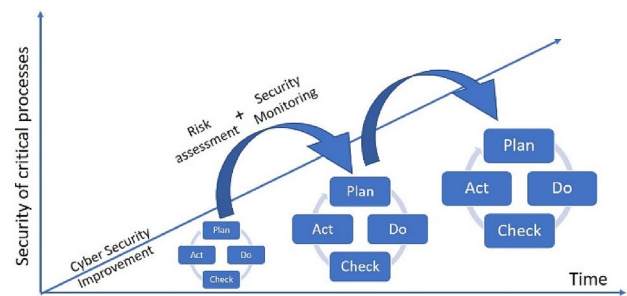 Security of critical processes
Cyber Security
Improvement
Risk
assessment
+
Security
Monitoring
Plan
Act
Do
Check
Plan
Act
Do
Check
Plan
Act
Do
Check
Time